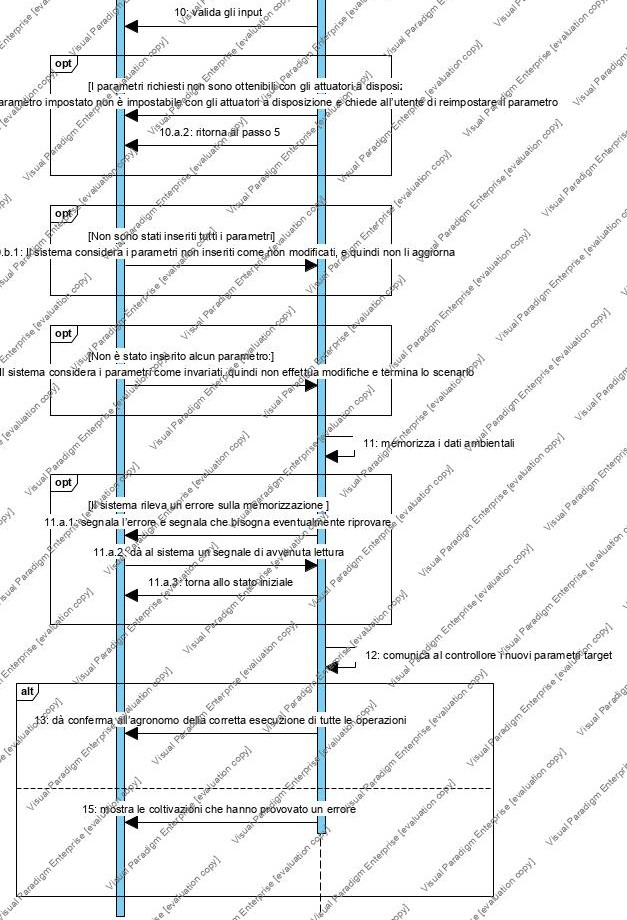 10: valida gli input
opt
[I parametri richiesti non sono ottenibili con gli attuatori a disposi
parametro impostato non è impostabile con gli attuatori a disposizione e chiede all'utente di reimpostare il parametro
10.a.2: ritorna al passo 5
opt
[Non sono stati inseriti tutti i parametri]
.b.1: Il sistema considera i parametri non inseriti come non modificati, e quindi non li aggiorna
opt
[Non è stato inserito alcun parametro:]
Il sistema considera i parametri come invariati, quindi non effettua modifiche e termina lo scenario
11: memorizza i dati ambientali
opt
[Il sistema rileva un errore sulla memorizzazione ]
11.a.1: segnala l'errore e segnala che bisogna eventualmente riprovare
11.a.2: dà al sistema un segnale di avvenuta lettura
11.a.3: torna allo stato iniziale
12: comunica al controllore i nuovi parametri target
alt
13: dà conferma all'agronomo della corretta esecuzione di tutte le operazioni
15: mostra le coltivazioni che hanno provovato un errore
Visual Paradigm Enterprise [evaluation copy]